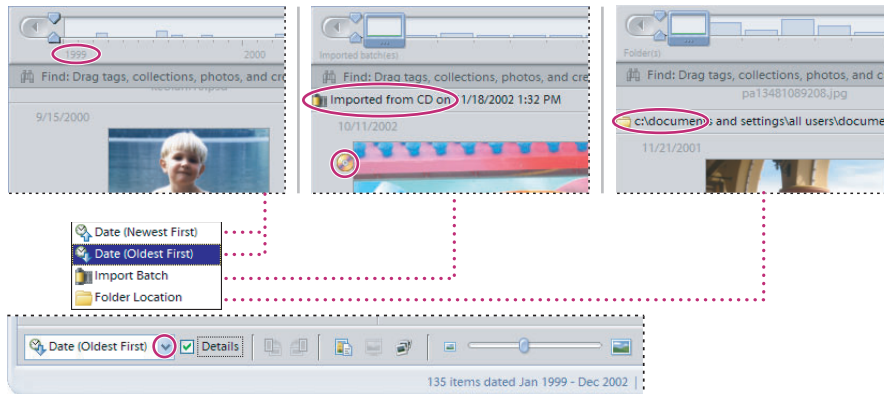 1999
2000
Find: Drag tags, collections, photos, and cr
9/15/2000
Imported batch(es)
Find: Drag tags, collections, photos, and cre
Imported from CD on 1/18/2002 1:32 PM
10/11/2002
Folder(s)
Find: Drag tags, collections, photos, and c
pa13481089208.jpg
c:\documents and settings\all users\docume
11/21/2001
Date (Newest First)
Date (Oldest First)
Import Batch
Folder Location
Date (Oldest First)
Details
135 items dated Jan 1999 - Dec 2002